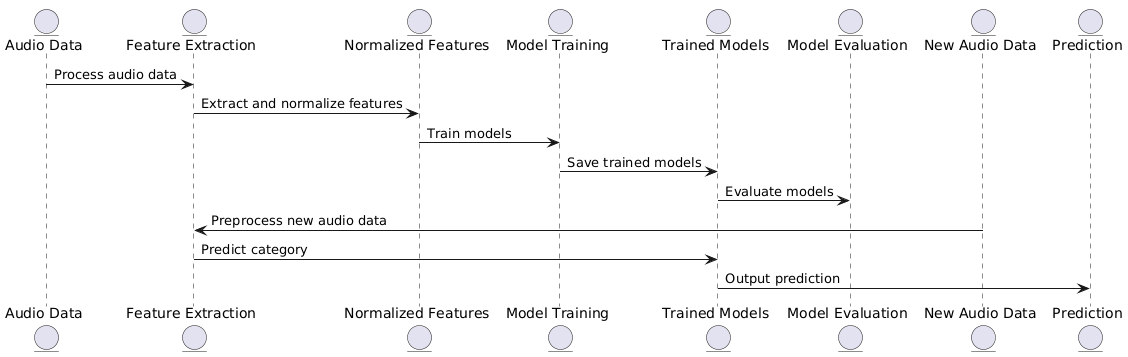 Audio Data Feature Extraction Normalized Features Model Training Trained Models Model Evaluation New Audio Data Prediction
Process audio data
Extract and normalize features
Train models
Save trained models
Evaluate models
Preprocess new audio data
Predict category
Output prediction
Audio Data Feature Extraction Normalized Features Model Training Trained Models Model Evaluation New Audio Data Prediction